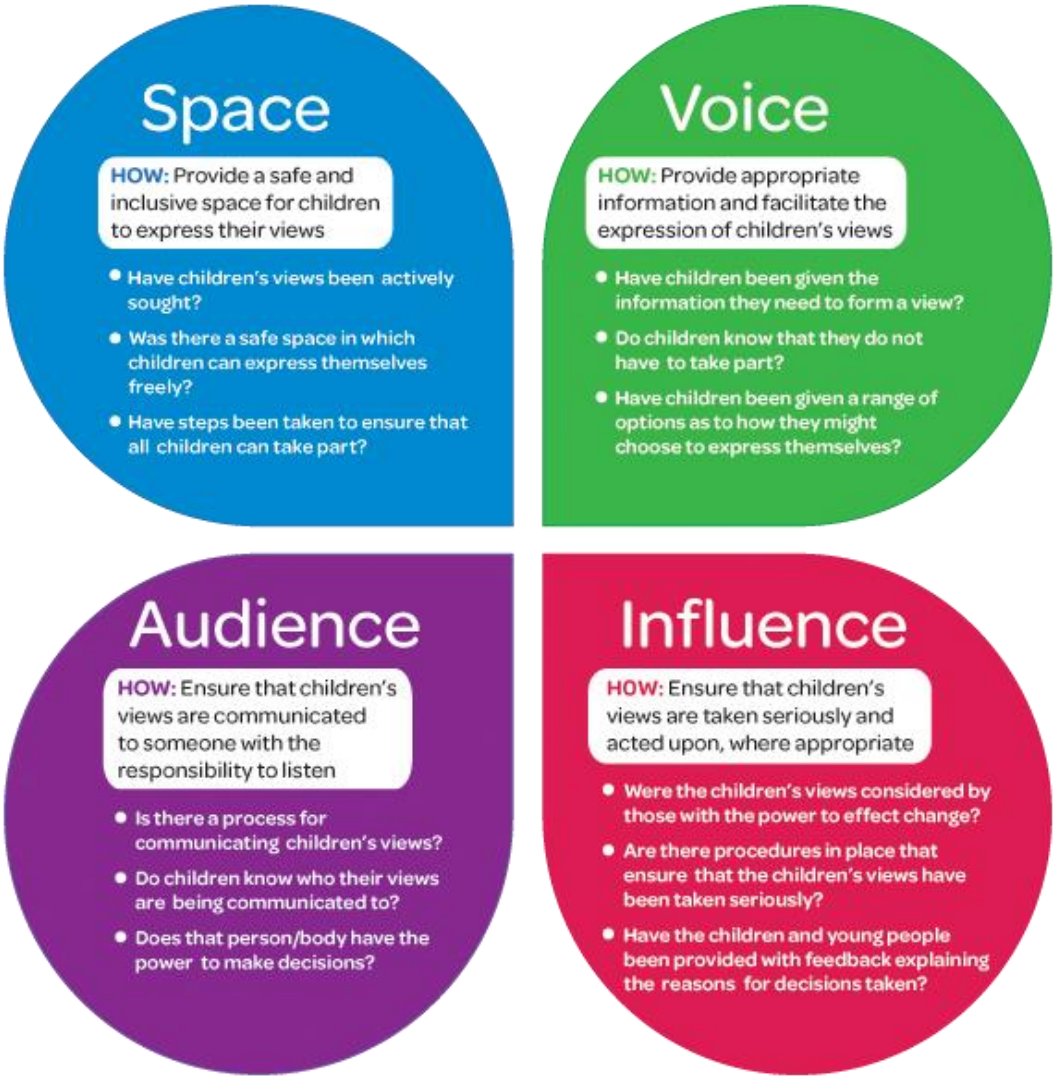 Space
HOW: Provide a safe and
inclusive space for children
to express their views
• Have children's views been actively
sought?
• Was there a safe space in which
children can express themselves
freely?
• Have steps been taken to ensure that
all children can take part?
Voice
HOW: Provide appropriate
information and facilitate the
expression of children's views
• Have children been given the
information they need to form a view?
• Do children know that they do not
have to take part?
• Have children been given a range of
options as to how they might
choose to express themselves?
Audience
HOW: Ensure that children's
views are communicated
to someone with the
responsibility to listen
• Is there a process for
communicating children's views?
• Do children know who their views
are being communicated to?
• Does that person/body have the
power to make decisions?
Influence
HOW: Ensure that children's
views are taken seriously and
acted upon, where appropriate
• Were the children's views considered by
those with the power to effect change?
• Are there procedures in place that
ensure that the children's views have
been taken seriously?
• Have the children and young people
been provided with feedback explaining
the reasons for decisions taken?